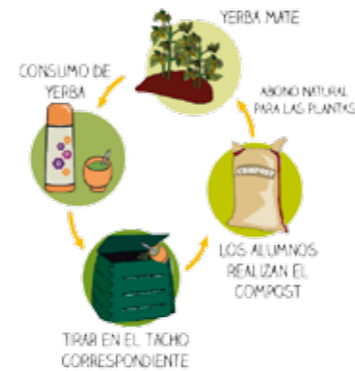 YERBA MATE
CONSUMO DE
YERBA
ABONO NATURAL
PARA LAS PLANTAS
COMPOST
LOS ALUMNOS
REALIZAN EL
COMPOST
TIRAR EN EL TACHO
CORRESPONDIENTE